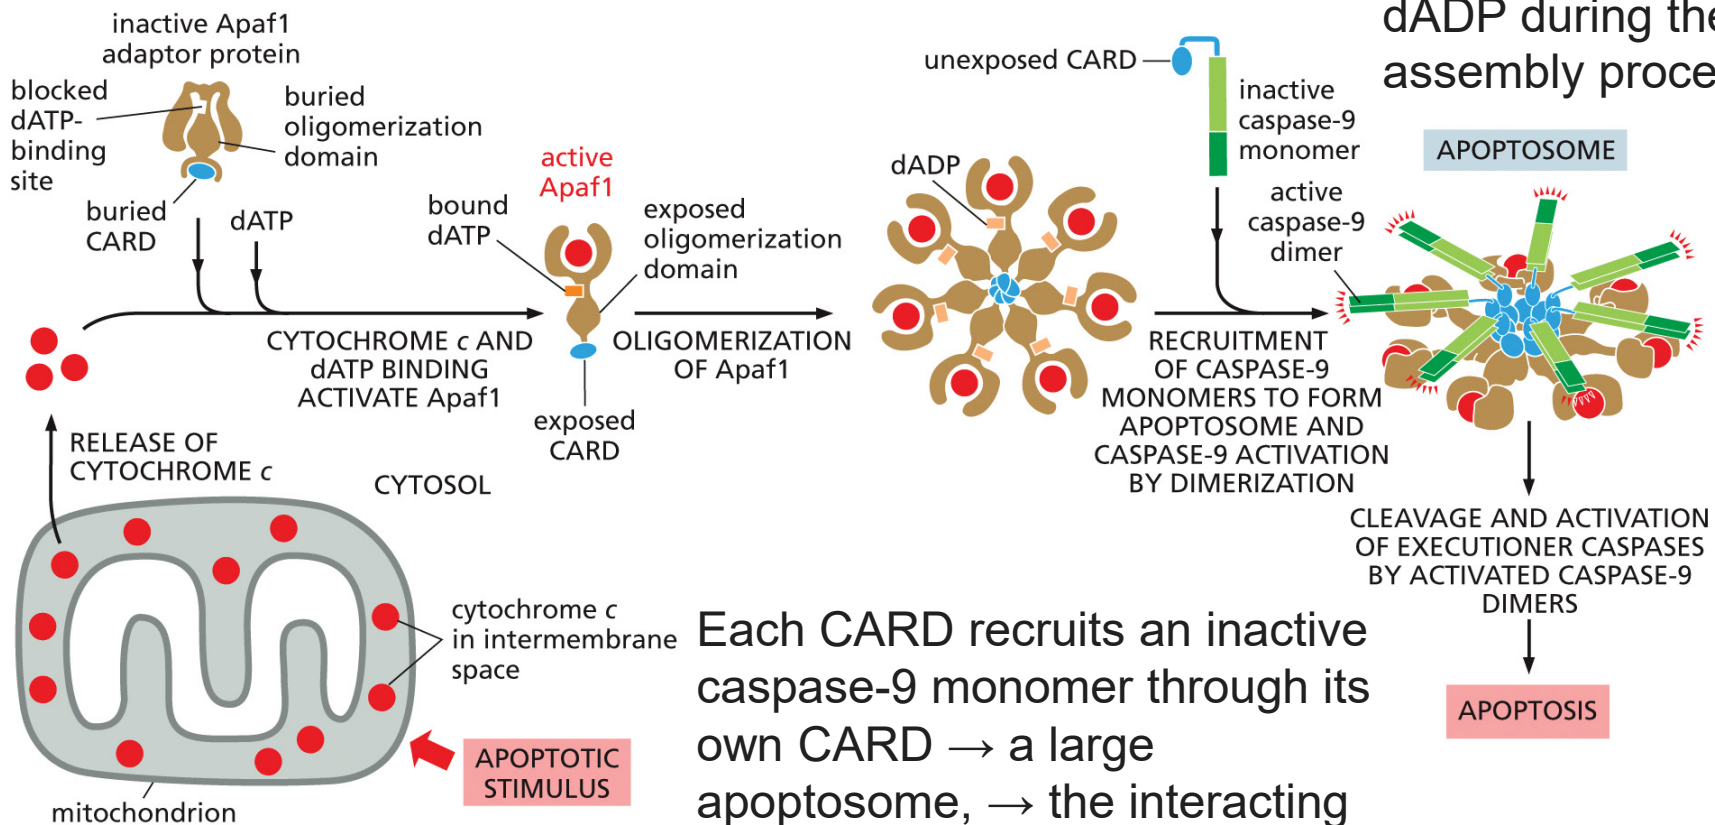 inactive Apaf1
adaptor protein
blocked
dATP-
binding
site
buried
oligomerization
domain
buried
CARD
dATP
bound
dATP
active
Apaf1
exposed
oligomerization
domain
CYTOCHROME c AND
dATP BINDING
ACTIVATE Apaf1
exposed
CARD
OLIGOMERIZATION
OF Apaf1
dADP
unexposed CARD
inactive
caspase-9
monomer
dADP during the
assembly proce
APOPTOSOME
active
caspase-9
dimer
RECRUITMENT
OF CASPASE-9
MONOMERS TO FORM
APOPTOSOME AND
CASPASE-9 ACTIVATION
BY DIMERIZATION
CLEAVAGE AND ACTIVATION
OF EXECUTIONER CASPASES
BY ACTIVATED CASPASE-9
DIMERS
APOPTOSIS
RELEASE OF
CYTOCHROME c
CYTOSOL
cytochrome c
in intermembrane
space
APOPTOTIC
STIMULUS
mitochondrion
Each CARD recruits an inactive
caspase-9 monomer through its
own CARD → a large
apoptosome, → the interacting